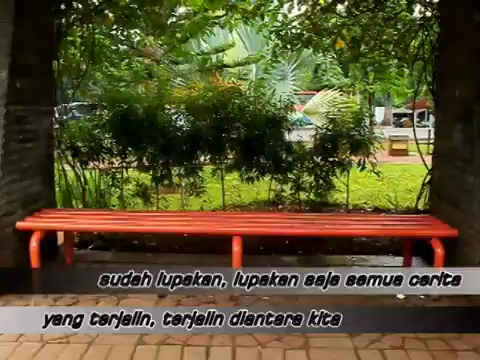 sudah lupakan, lupakan saja semua cerita
yang terjalin, terjalin diantara kita